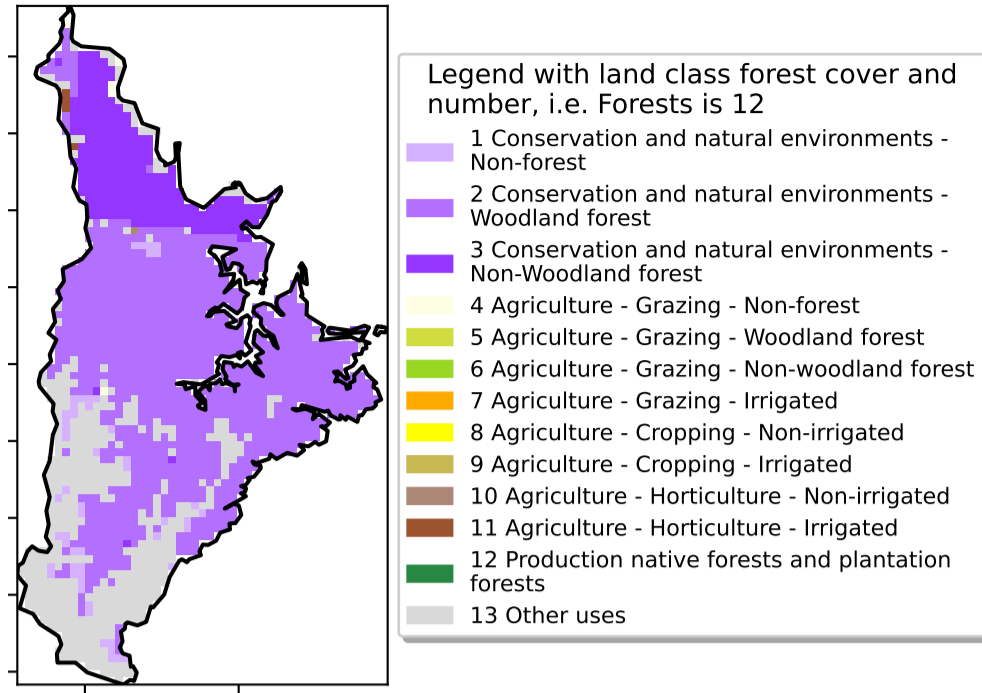 Legend with land class forest cover and
number, i.e. Forests is 12
1 Conservation and natural environments -
Non-forest
2 Conservation and natural environments -
Woodland forest
3 Conservation and natural environments -
Non-Woodland forest
4 Agriculture - Grazing - Non-forest
5 Agriculture - Grazing - Woodland forest
6 Agriculture - Grazing - Non-woodland forest
7 Agriculture - Grazing - Irrigated
8 Agriculture - Cropping - Non-irrigated
9 Agriculture - Cropping - Irrigated
10 Agriculture - Horticulture - Non-irrigated
11 Agriculture - Horticulture - Irrigated
12 Production native forests and plantation
forests
13 Other uses